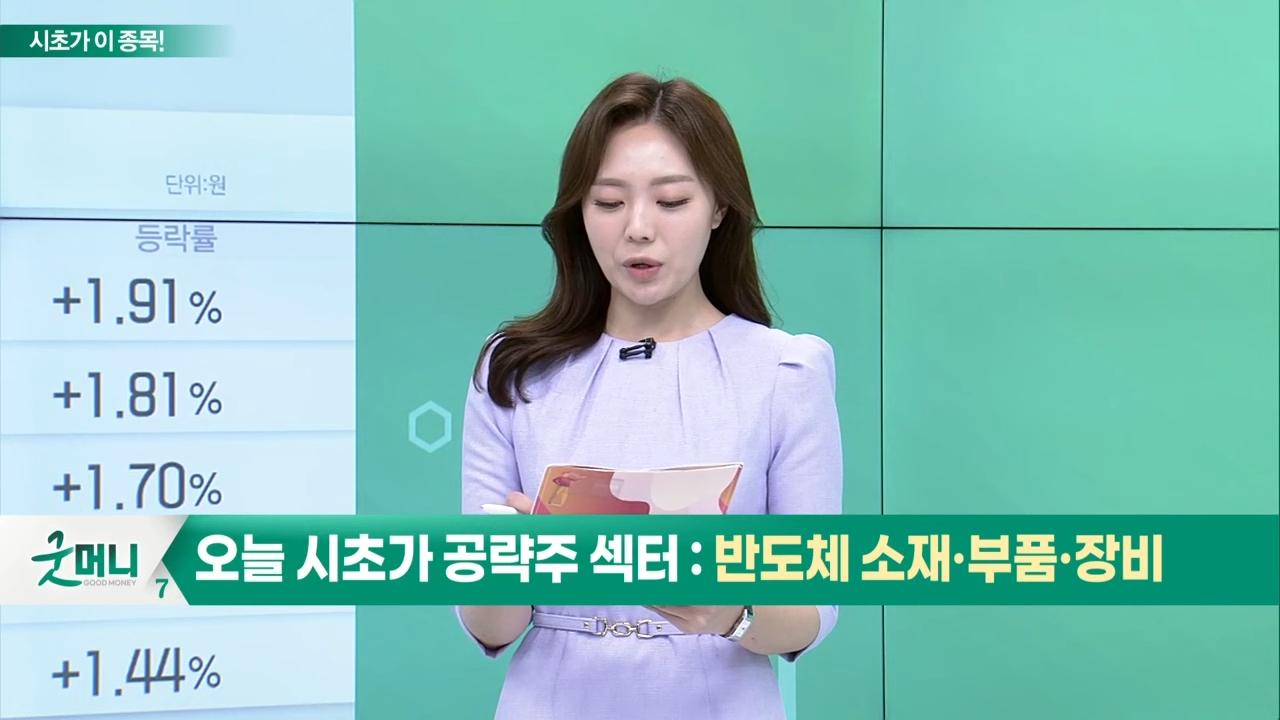 시초가 이 종목!
단위:원
등락률
+1.91%
+1.81%
+1.70%
굿머니
GOOD MONEY
7
오늘 시초가 공략주 섹터 : 반도체 소재·부품·장비
+1.44%